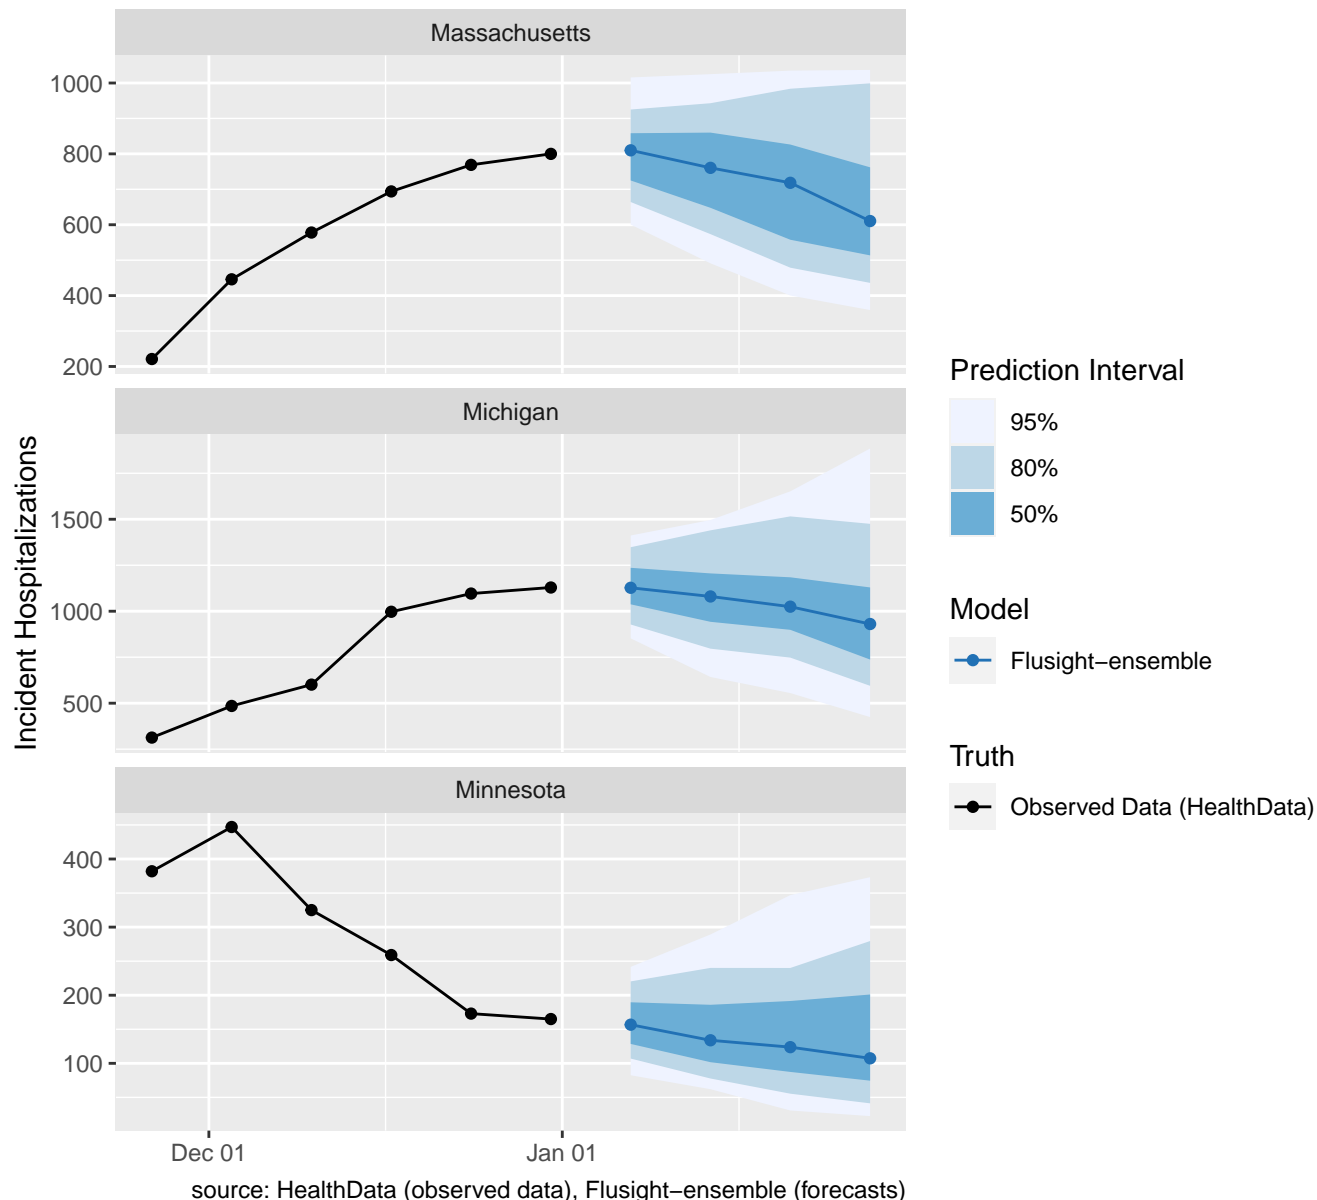 Massachusetts
1000
800
600
400
200
Michigan
1500
1000
500
Minnesota
400
300
200
100
Dec 01
Jan 01
Incident Hospitalizations
source: HealthData (observed data), Flusight−ensemble (forecasts)
Prediction Interval
95%
80%
50%
Model
Flusight−ensemble
Truth
Observed Data (HealthData)